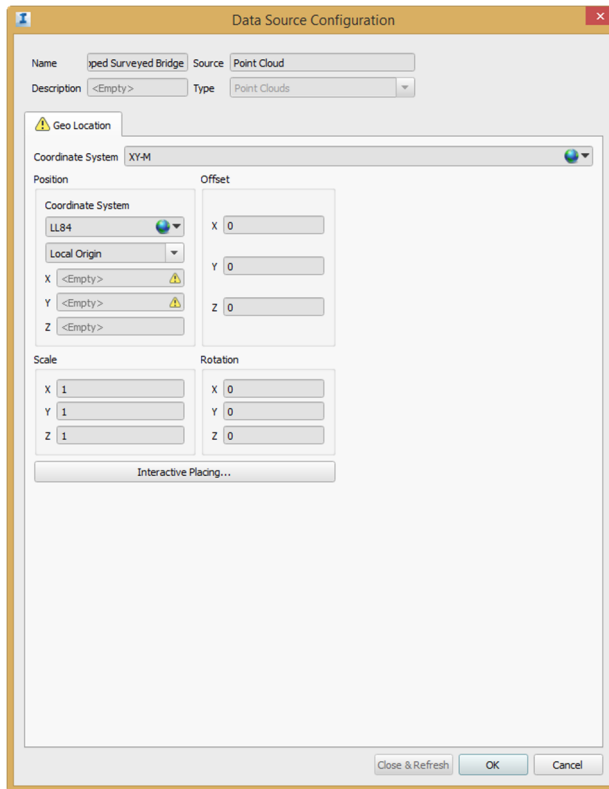 Data Source Configuration
Name pped Surveyed Bridge Source Point Cloud
Description <Empty> Type Point Clouds
Geo Location
Coordinate System XY-M
Position Offset
Coordinate System
LL84
X 0
Local Origin
X <Empty>
Y 0
Y <Empty>
Z 0
Z <Empty>
Scale Rotation
X 1 X 0
Y 1 Y 0
Z 1 Z 0
Interactive Placing...
Close & Refresh OK Cancel